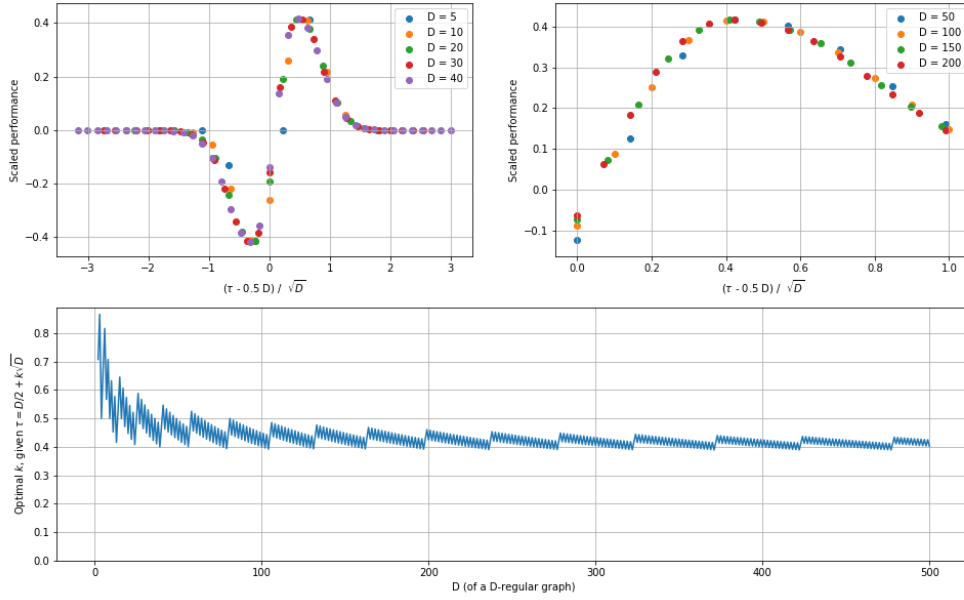 0.4
0.2
0.0
−0.2
−0.4
Scaled performance
−3 −2 −1 0 1 2 3
(τ - 0.5 D) / √D
D = 5
D = 10
D = 20
D = 30
D = 40
0.4
0.3
0.2
0.1
0.0
−0.1
Scaled performance
0.0 0.2 0.4 0.6 0.8 1.0
(τ - 0.5 D) / √D
D = 50
D = 100
D = 150
D = 200
0.8
0.7
0.6
0.5
0.4
0.3
0.2
0.1
0.0
Optimal k, given τ = D/2 + k√D
0 100 200 300 400 500
D (of a D-regular graph)